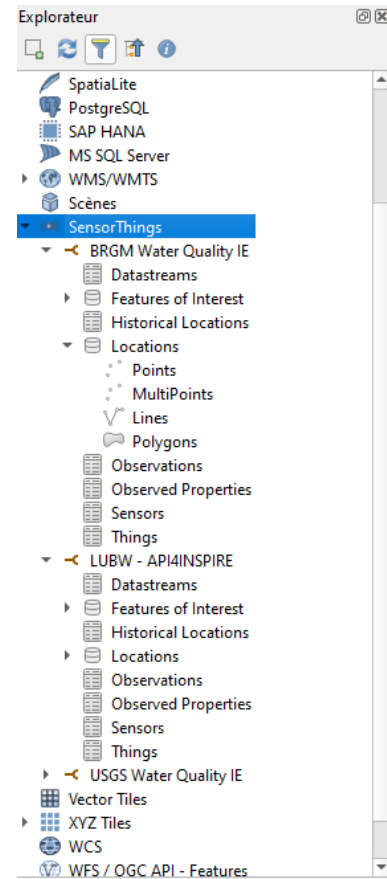 Explorateur
SpatiaLite
PostgreSQL
SAP HANA
MS SQL Server
WMS/WMTS
Scènes
SensorThings
BRGM Water Quality IE
Datastreams
Features of Interest
Historical Locations
Locations
Points
MultiPoints
Lines
Polygons
Observations
Observed Properties
Sensors
Things
LUBW - API4INSPIRE
Datastreams
Features of Interest
Historical Locations
Locations
Observations
Observed Properties
Sensors
Things
USGS Water Quality IE
Vector Tiles
XYZ Tiles
WCS
WFS / OGC API - Features